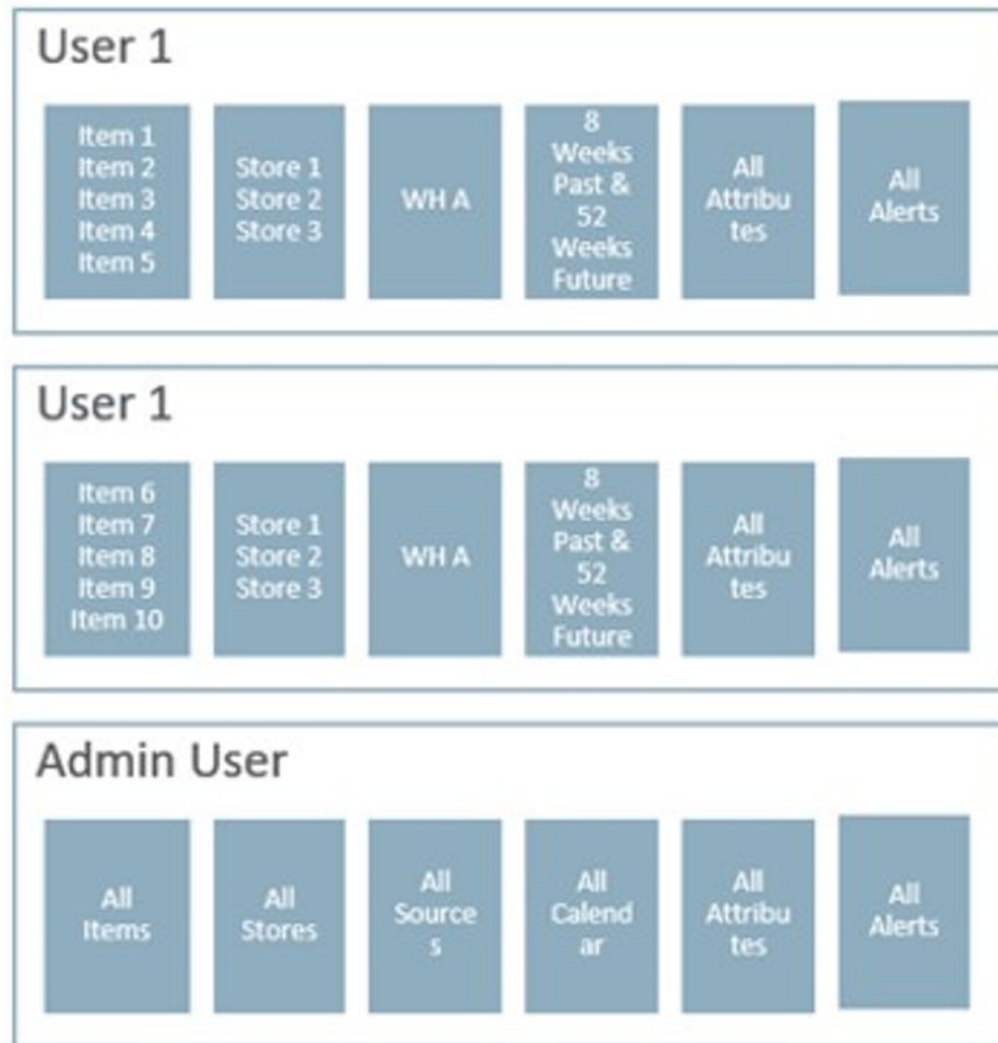 User 1
Item 1
Item 2
Item 3
Item 4
Item 5
Store 1
Store 2
Store 3
WH A
8
Weeks
Past &
52
Weeks
Future
All
Attribu
tes
All
Alerts
User 1
Item 6
Item 7
Item 8
Item 9
Item 10
Store 1
Store 2
Store 3
WH A
8
Weeks
Past &
52
Weeks
Future
All
Attribu
tes
All
Alerts
Admin User
All
Items
All
Stores
All
Source
s
All
Calend
ar
All
Attribu
tes
All
Alerts